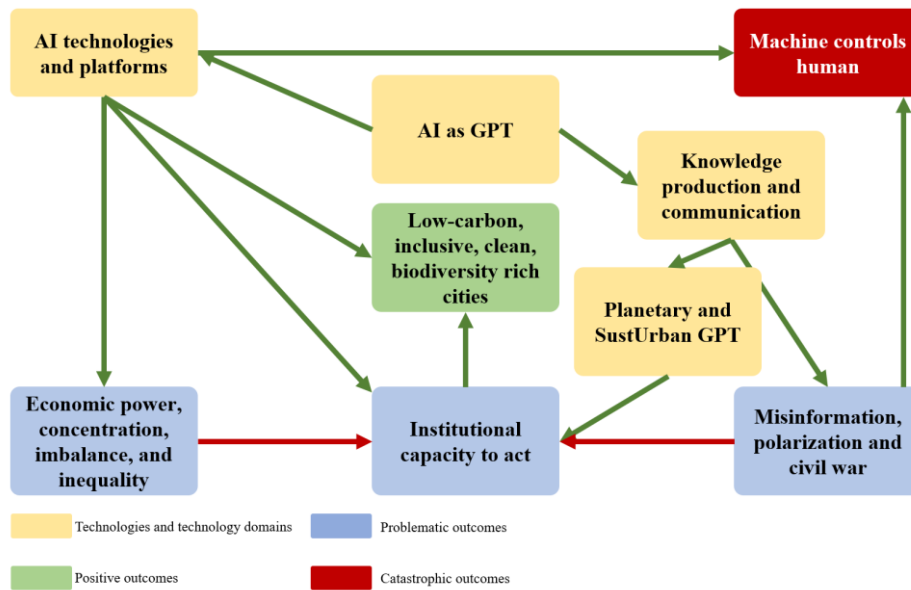 AI technologies
and platforms
Machine controls
human
AI as GPT
Knowledge
production and
communication
Low-carbon,
inclusive, clean,
biodiversity rich
cities
Planetary and
SustUrban GPT
Economic power,
concentration,
imbalance, and
inequality
Institutional
capacity to act
Misinformation,
polarization and
civil war
Technologies and technology domains
Problematic outcomes
Positive outcomes
Catastrophic outcomes